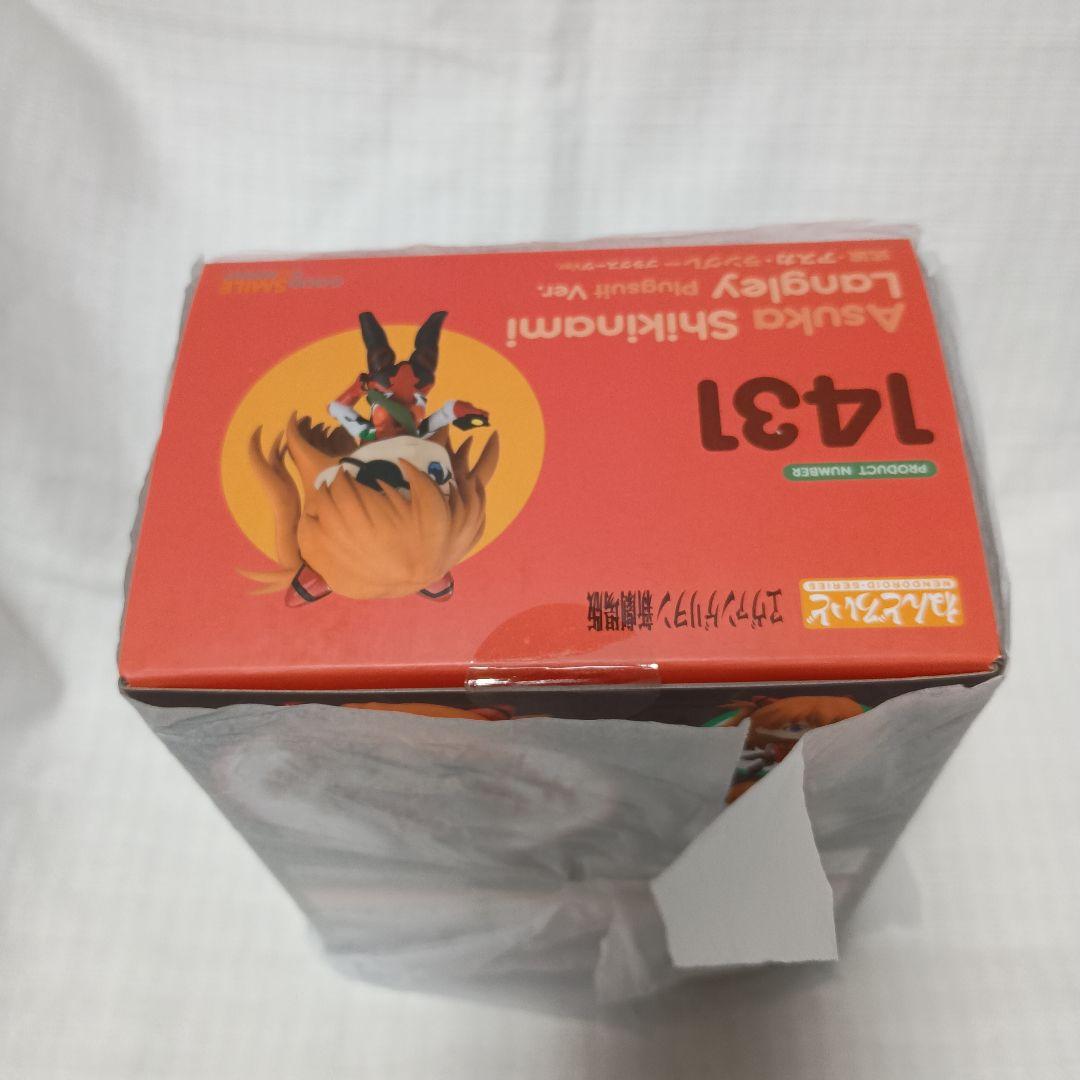 ねんどろいど
NENDOROID-SERIES
ヱヴァンゲリヲン 新劇場版
PRODUCT NUMBER
1431
Asuka Shikinami
Langley Plugsuit Ver.
式波・アスカ・ラングレー プラグスーツVer.
GOOD SMILE